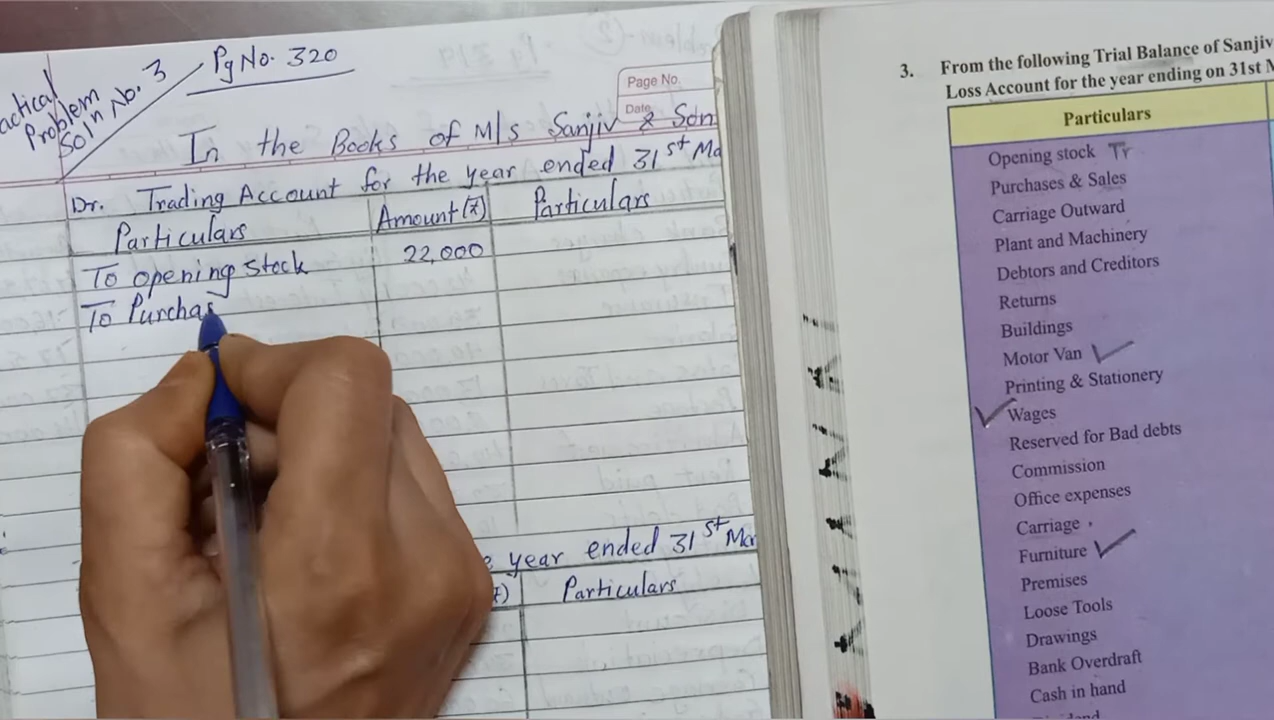 Problem
Soln No. 3
Pg No. 320
Page No.
Date
In the Books of M/s Sanjiv & Son
Dr. Trading Account for the year ended 31st Ma
Particulars Amount (₹) Particulars
To opening stock 22,000
To Purchas
year ended 31st Mar
Particulars
3. From the following Trial Balance of Sanjiv
Loss Account for the year ending on 31st M
Particulars
Opening stock Tr
Purchases & Sales
Carriage Outward
Plant and Machinery
Debtors and Creditors
Returns
Buildings
Motor Van
Printing & Stationery
Wages
Reserved for Bad debts
Commission
Office expenses
Carriage
Furniture
Premises
Loose Tools
Drawings
Bank Overdraft
Cash in hand